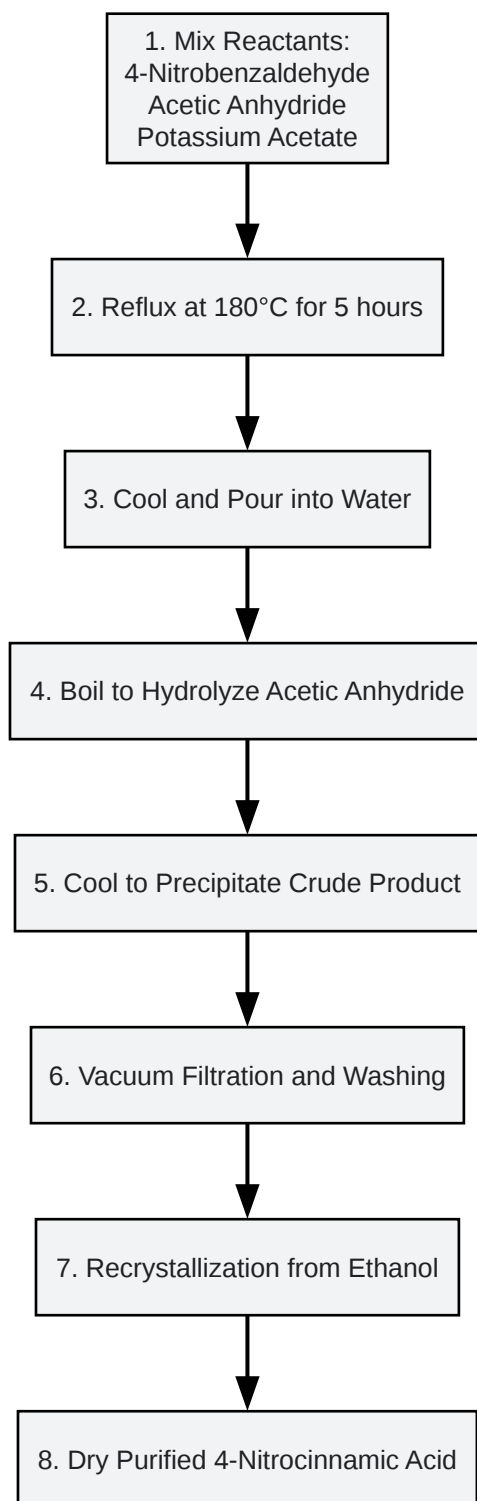 1. Mix Reactants:
4-Nitrobenzaldehyde
Acetic Anhydride
Potassium Acetate
2. Reflux at 180°C for 5 hours
3. Cool and Pour into Water
4. Boil to Hydrolyze Acetic Anhydride
5. Cool to Precipitate Crude Product
6. Vacuum Filtration and Washing
7. Recrystallization from Ethanol
8. Dry Purified 4-Nitrocinnamic Acid